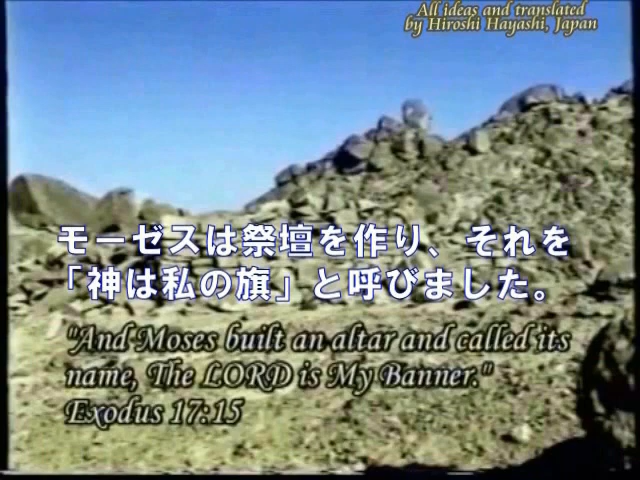 All ideas and translated
by Hiroshi Hayashi, Japan
モーゼスは祭壇を作り、それを
「神は私の旗」と呼びました。
"And Moses built an altar and called its
name, The LORD is My Banner."
Exodus 17:15